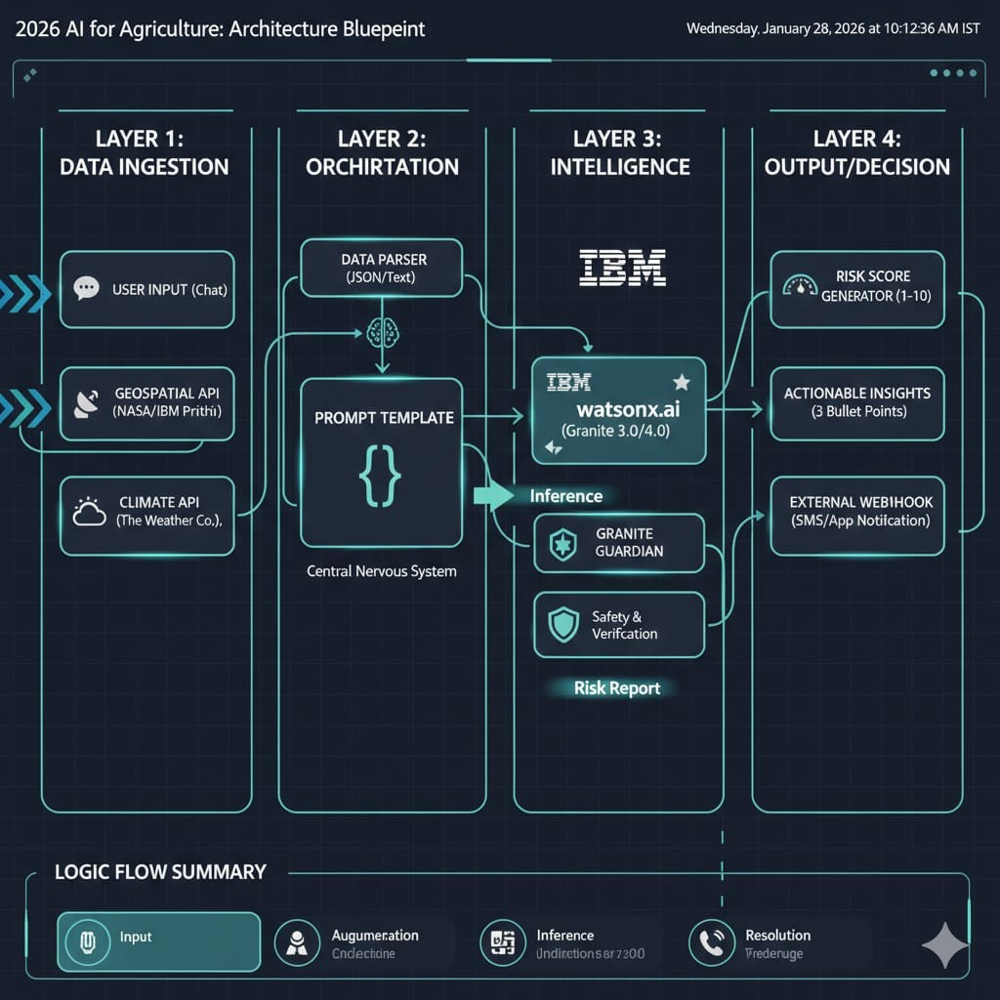 2026 AI for Agriculture: Architecture Bluepeint
Wednesday, January 28, 2026 at 10:12:36 AM IST
LAYER 1:
DATA INGESTION
USER INPUT (Chat)
GEOSPATIAL API
(NASA/IBM Prithi)
CLIMATE API
(The Weather Co.),
LAYER 2:
ORCHIRTATION
DATA PARSER
(JSON/Text)
PROMPT TEMPLATE
{}
Central Nervous System
LAYER 3:
INTELLIGENCE
IBM
IBM
watsonx.ai
(Granite 3.0/4.0)
Inference
GRANITE
GUARDIAN
Safety &
Verifcation
Risk Report
LAYER 4:
OUTPUT/DECISION
RISK SCORE
GENERATOR (1-10)
ACTIONABLE INSIGHTS
(3 Bullet Points)
EXTERNAL WEB1HOOK
(SMS/App Notification)
LOGIC FLOW SUMMARY
Input
Augumeration
Inference
Resolution